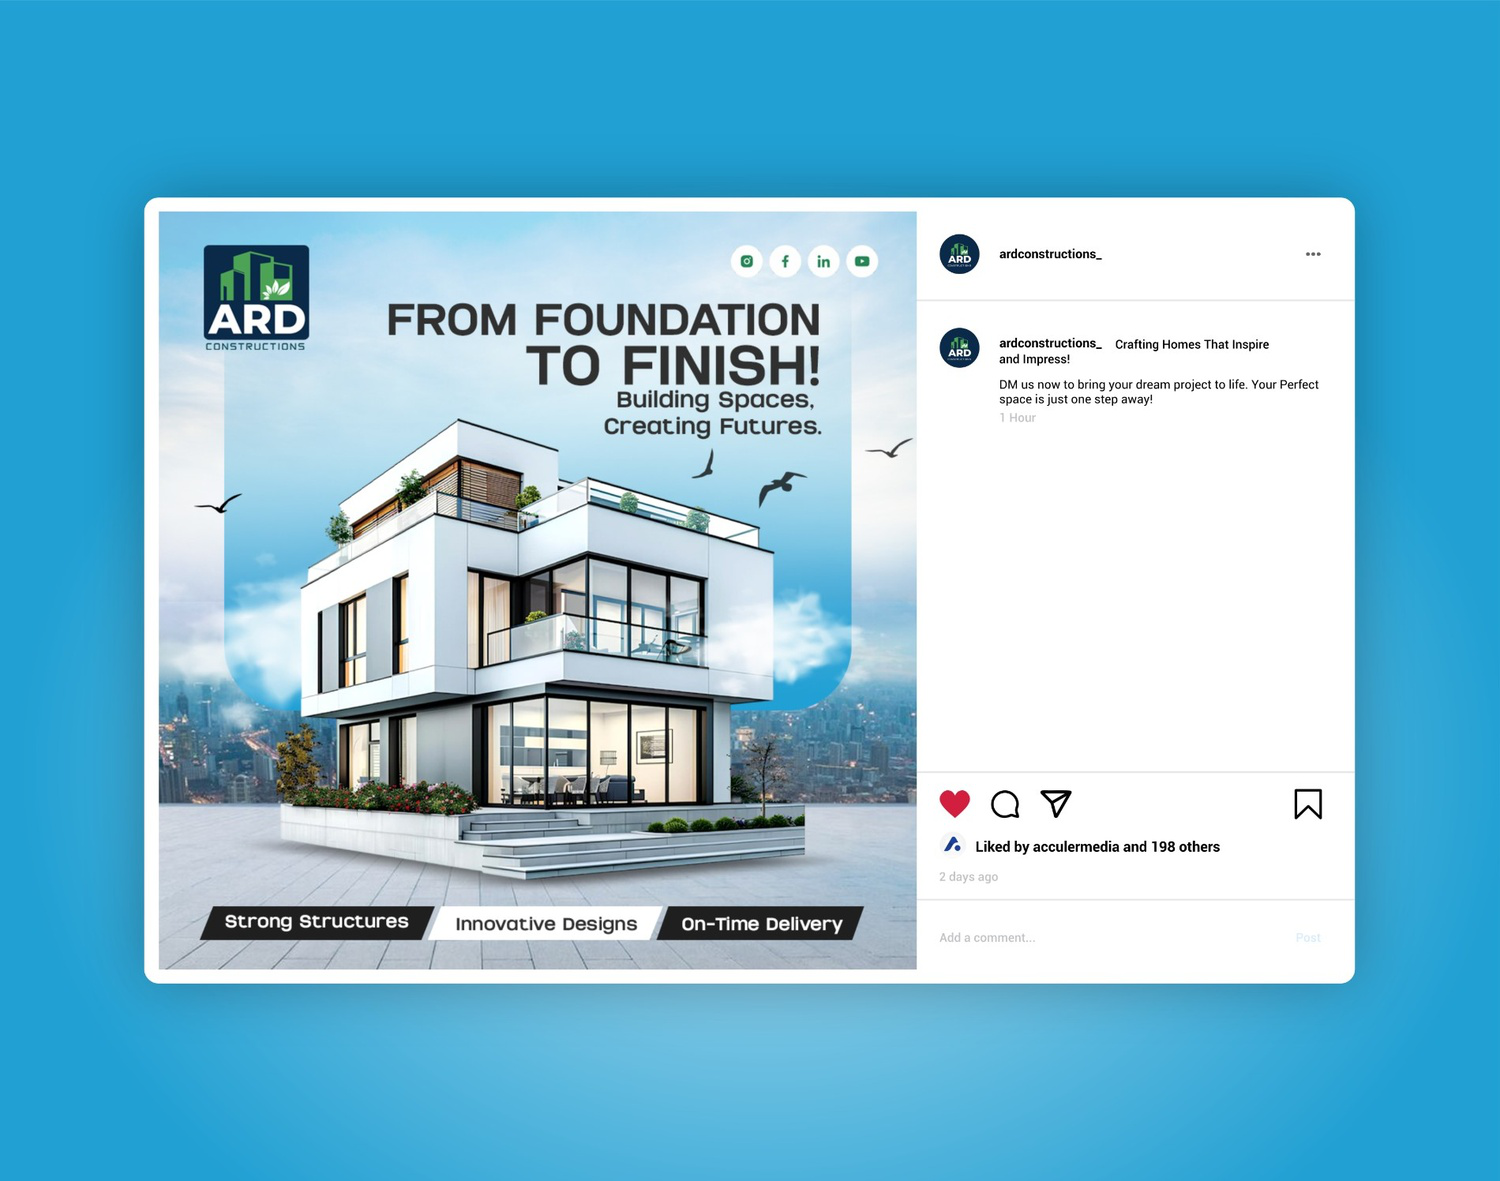 ARD
CONSTRUCTIONS
FROM FOUNDATION
TO FINISH!
Building Spaces,
Creating Futures.
Strong Structures
Innovative Designs
On-Time Delivery
ARD
ardconstructions_
ARD
ardconstructions_ Crafting Homes That Inspire
and Impress!
DM us now to bring your dream project to life. Your Perfect
space is just one step away!
1 Hour
Liked by acculermedia and 198 others
2 days ago
Add a comment...
Post